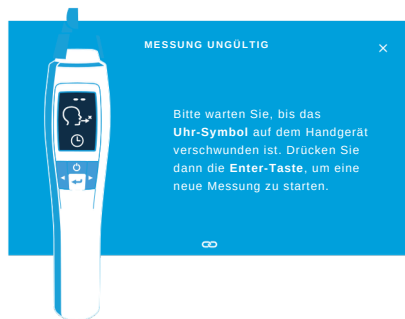 MESSUNG UNGÜLTIG
Bitte warten Sie, bis das
Uhr-Symbol auf dem Handgerät
verschwunden ist. Drücken Sie
dann die Enter-Taste, um eine
neue Messung zu starten.